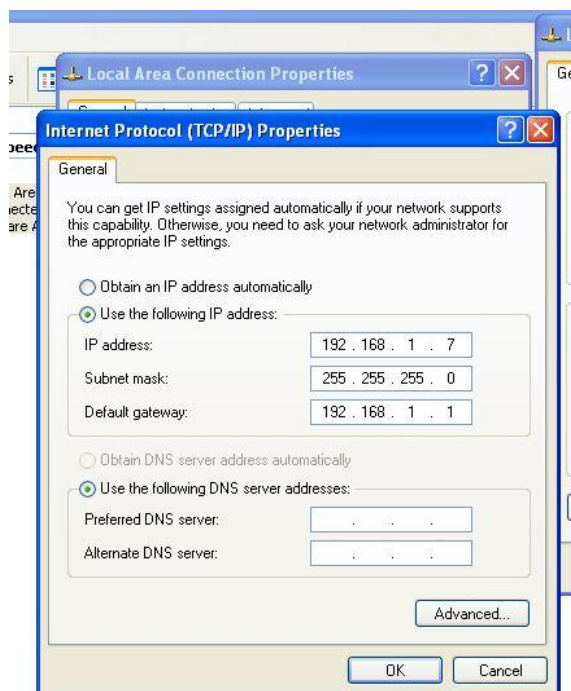 Local Area Connection Properties
Internet Protocol (TCP/IP) Properties
General
You can get IP settings assigned automatically if your network supports
this capability. Otherwise, you need to ask your network administrator for
the appropriate IP settings.
Obtain an IP address automatically
Use the following IP address:
IP address: 192 . 168 . 1 . 7
Subnet mask: 255 . 255 . 255 . 0
Default gateway: 192 . 168 . 1 . 1
Obtain DNS server address automatically
Use the following DNS server addresses:
Preferred DNS server: . . .
Alternate DNS server: . . .
Advanced...
OK Cancel